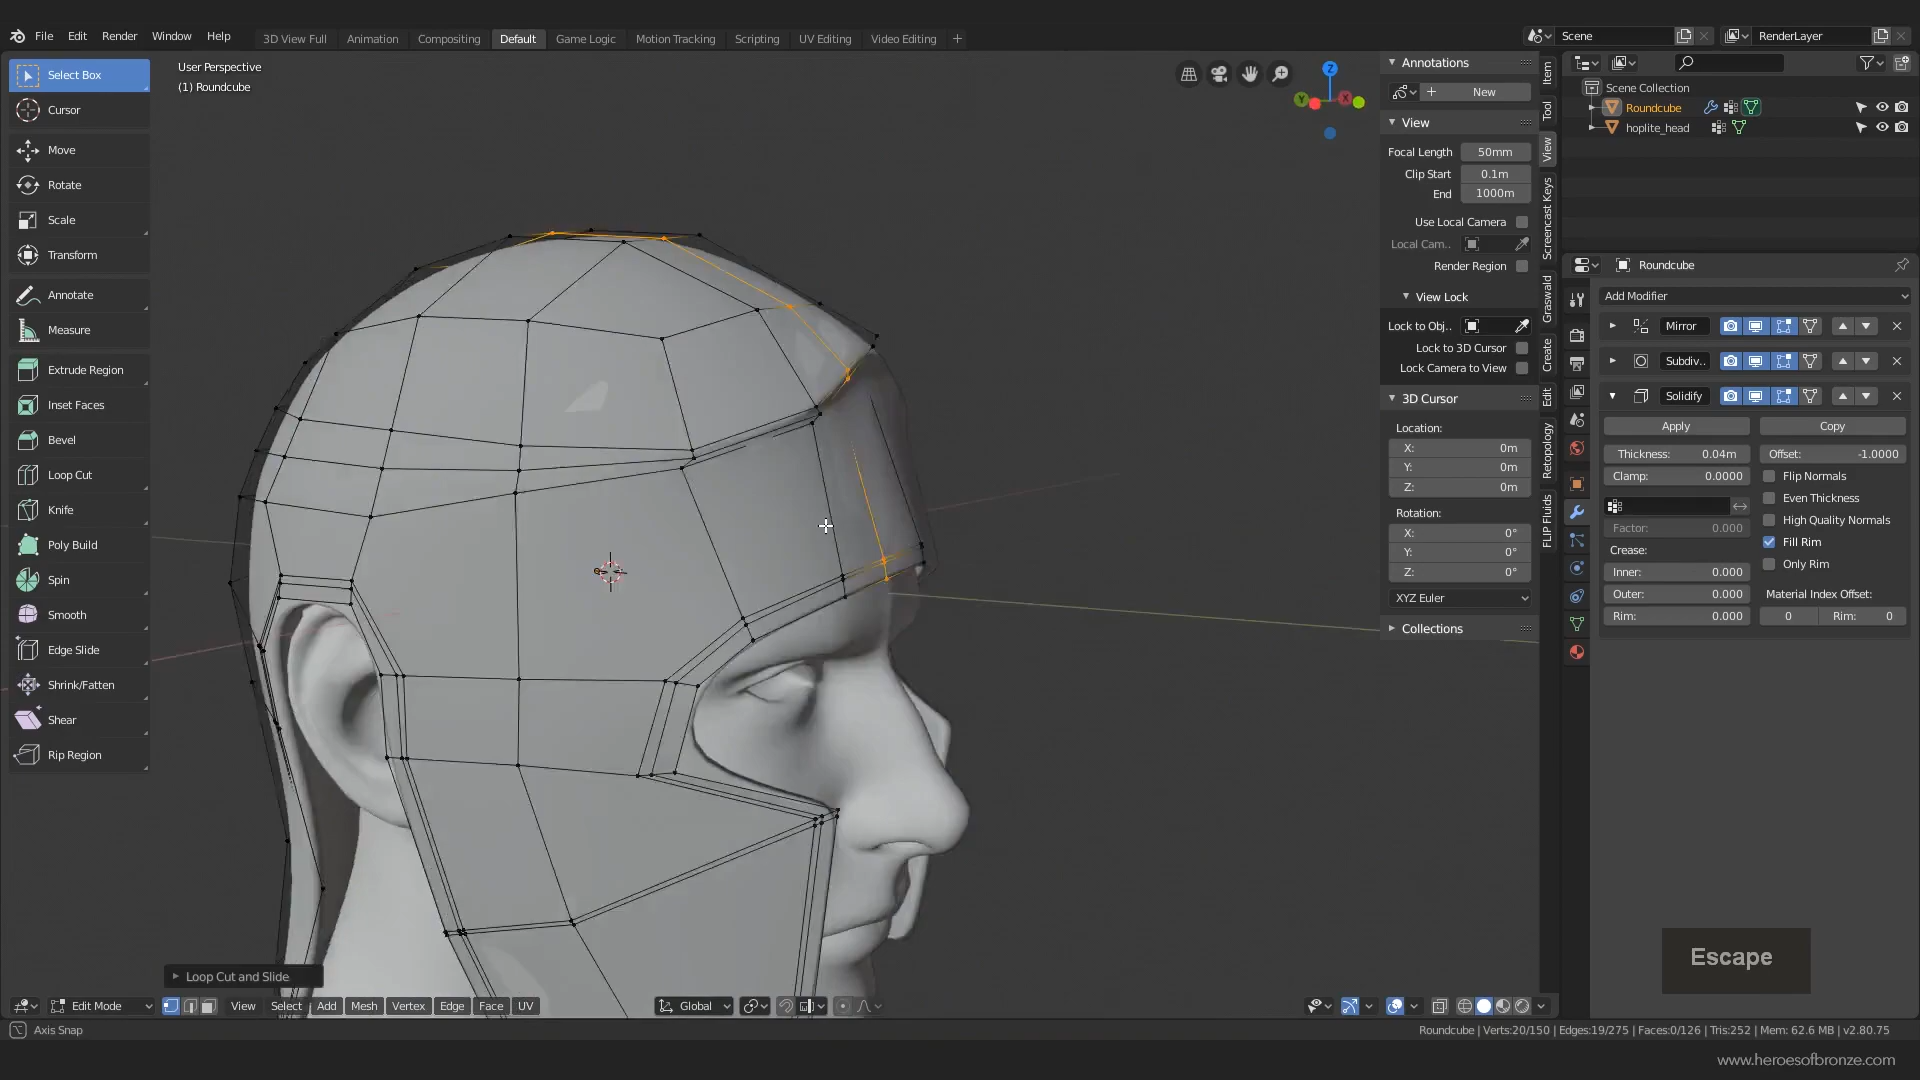 File Edit Render Window Help
3D View Full Animation Compositing Default Game Logic Motion Tracking Scripting UV Editing Video Editing +
Scene
RenderLayer
Select Box
Cursor
Move
Rotate
Scale
Transform
Annotate
Measure
Extrude Region
Inset Faces
Bevel
Loop Cut
Knife
Poly Build
Spin
Smooth
Edge Slide
Shrink/Fatten
Shear
Rip Region
User Perspective
(1) Roundcube
Z
Y
X
Annotations
+ New
View
Focal Length 50mm
Clip Start 0.1m
End 1000m
Use Local Camera
Local Cam..
Render Region
View Lock
Lock to Obj..
Lock to 3D Cursor
Lock Camera to View
3D Cursor
Location:
X: 0m
Y: 0m
Z: 0m
Rotation:
X: 0°
Y: 0°
Z: 0°
XYZ Euler
Collections
Item
Tool
View
Screencast Keys
Graswald
Create
Edit
Retopology
FLIP Fluids
Scene Collection
Roundcube
hoplite_head
Roundcube
Add Modifier
Mirror
Subdiv..
Solidify
Apply Copy
Thickness: 0.04m Offset: -1.0000
Clamp: 0.0000 Flip Normals
Even Thickness
Factor: 0.000 High Quality Normals
Crease: Fill Rim
Inner: 0.000 Only Rim
Outer: 0.000 Material Index Offset:
Rim: 0.000 0 Rim: 0
Escape
Loop Cut and Slide
Edit Mode View Select Add Mesh Vertex Edge Face UV Global
Axis Snap
Roundcube | Verts:20/150 | Edges:19/275 | Faces:0/126 | Tris:252 | Mem: 62.6 MB | v2.80.75
www.heroesofbronze.com